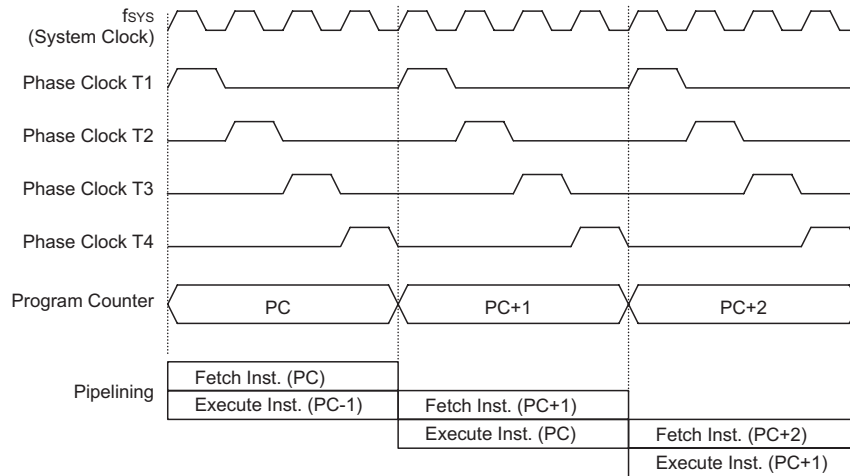 fSYS
(System Clock)
Phase Clock T1
Phase Clock T2
Phase Clock T3
Phase Clock T4
Program Counter
PC
PC+1
PC+2
Pipelining
Fetch Inst. (PC)
Execute Inst. (PC-1)
Fetch Inst. (PC+1)
Execute Inst. (PC)
Fetch Inst. (PC+2)
Execute Inst. (PC+1)